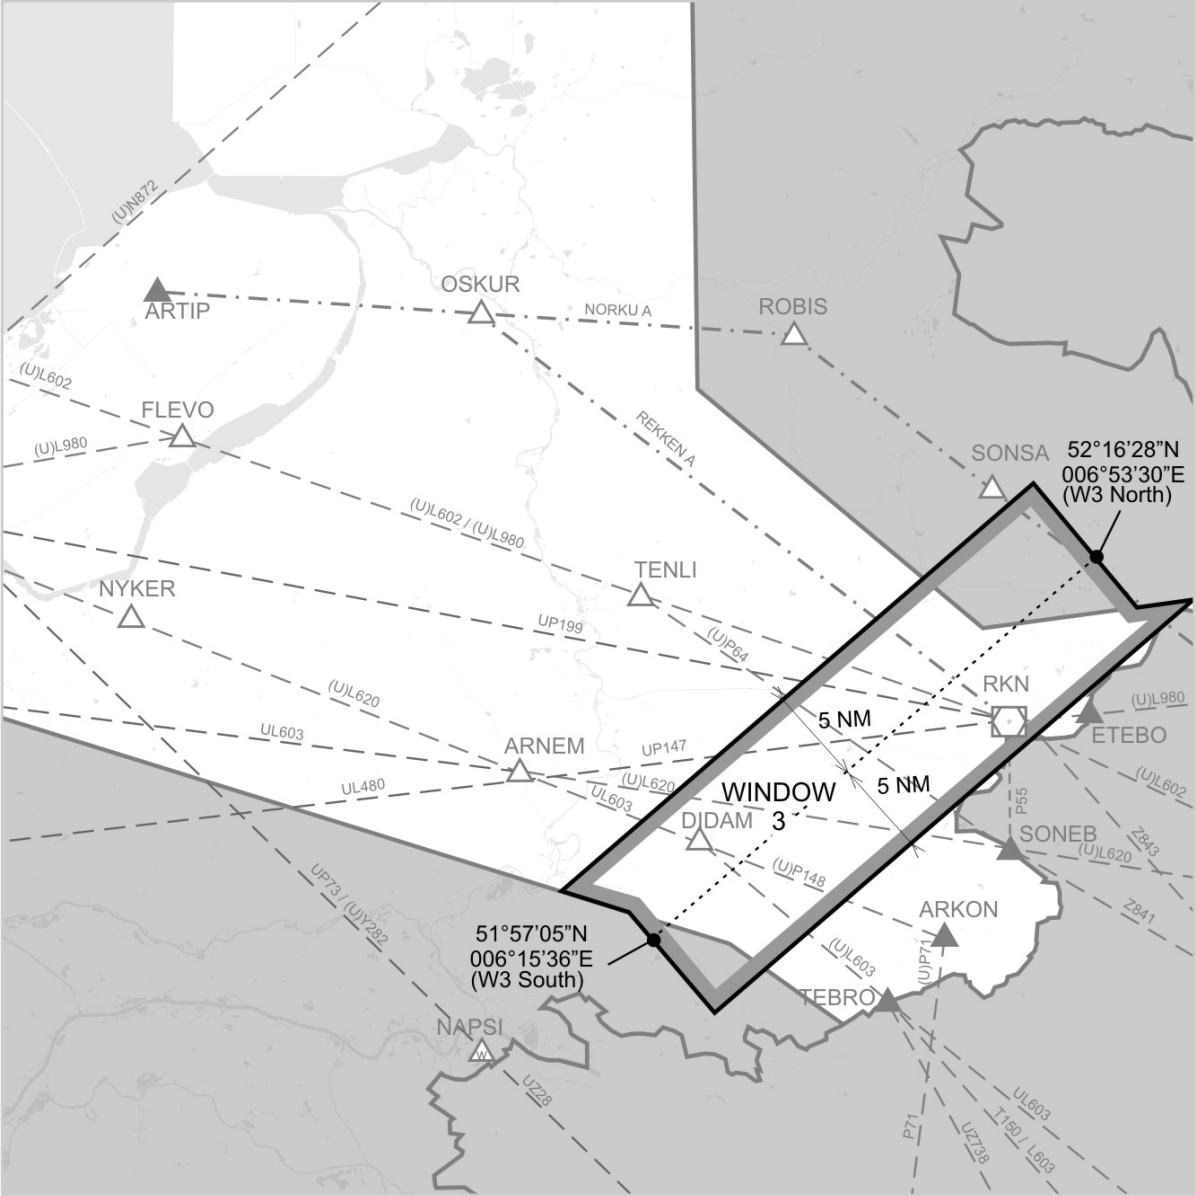 (U)N872
OSKUR
ARTIP
NORKU A
ROBIS
(U)L602
FLEVO
(U)L980
REKKEN A
SONSA
52°16’28”N
006°53’30”E
(W3 North)
(U)L602 / (U)L980
TENLI
NYKER
UP199
(U)P64
(U)L620
RKN
(U)L980
5 NM
ETEBO
UL603
ARNEM
UP147
(U)L620
UL480
UL603
5 NM
(U)L602
WINDOW
3
P55
DIDAM
SONEB
Z843
(U)L620
(U)P148
UP73 / (U)Y282
ARKON
Z841
51°57’05”N
006°15’36”E
(W3 South)
(U)L603
(U)P71
TEBRO
NAPSI
W
UZ28
P71
UZ738
T150 / L603
UL603